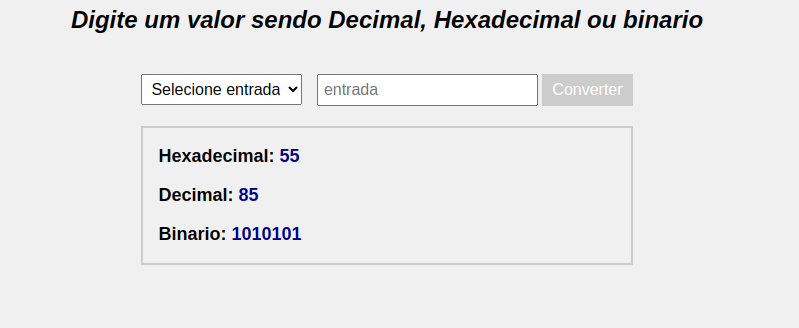 Digite um valor sendo Decimal, Hexadecimal ou binario
Selecione entrada entrada Converter
Hexadecimal: 55
Decimal: 85
Binario: 1010101